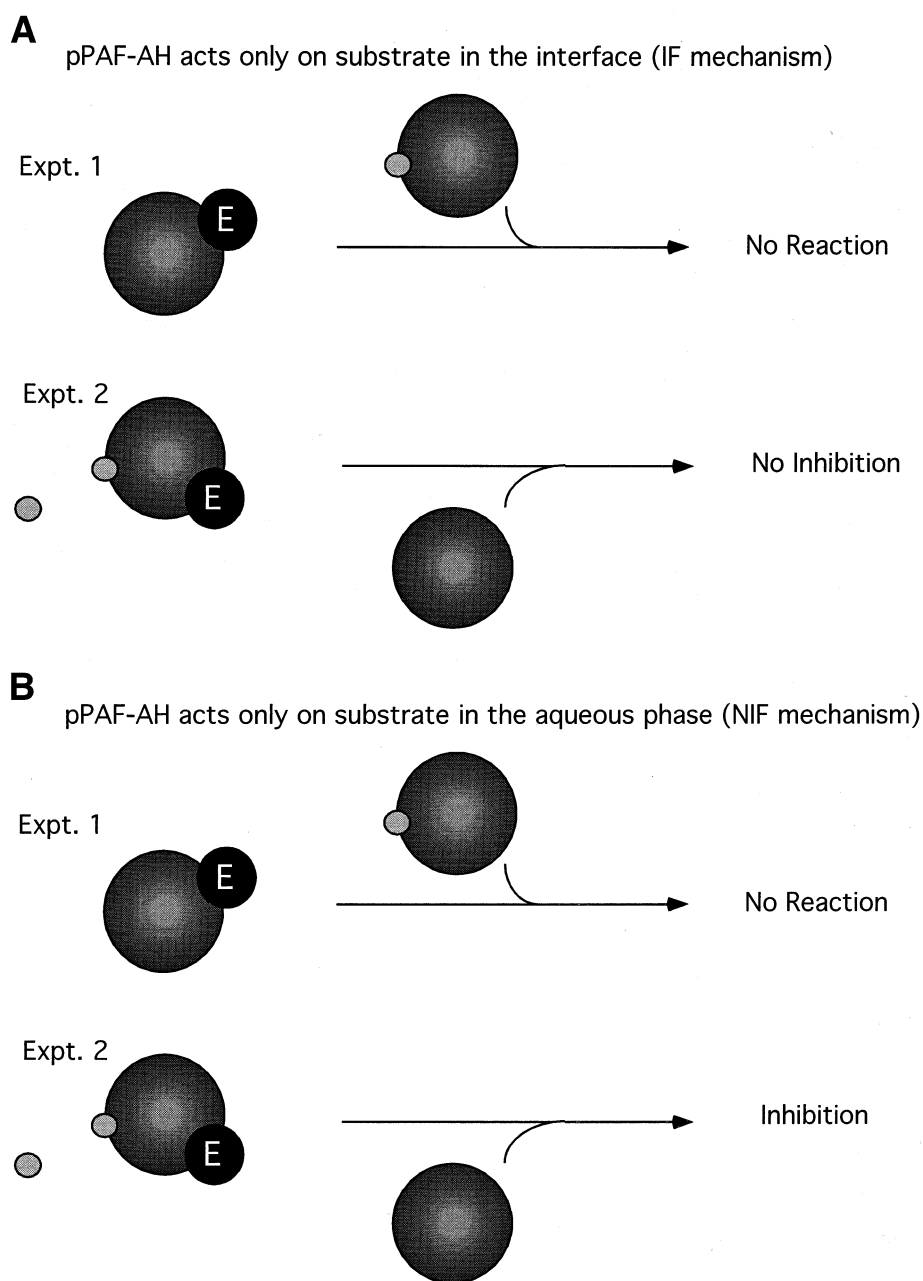 A
pPAF-AH acts only on substrate in the interface (IF mechanism)
Expt. 1
E
No Reaction
Expt. 2
E
No Inhibition
B
pPAF-AH acts only on substrate in the aqueous phase (NIF mechanism)
Expt. 1
E
No Reaction
Expt. 2
E
Inhibition